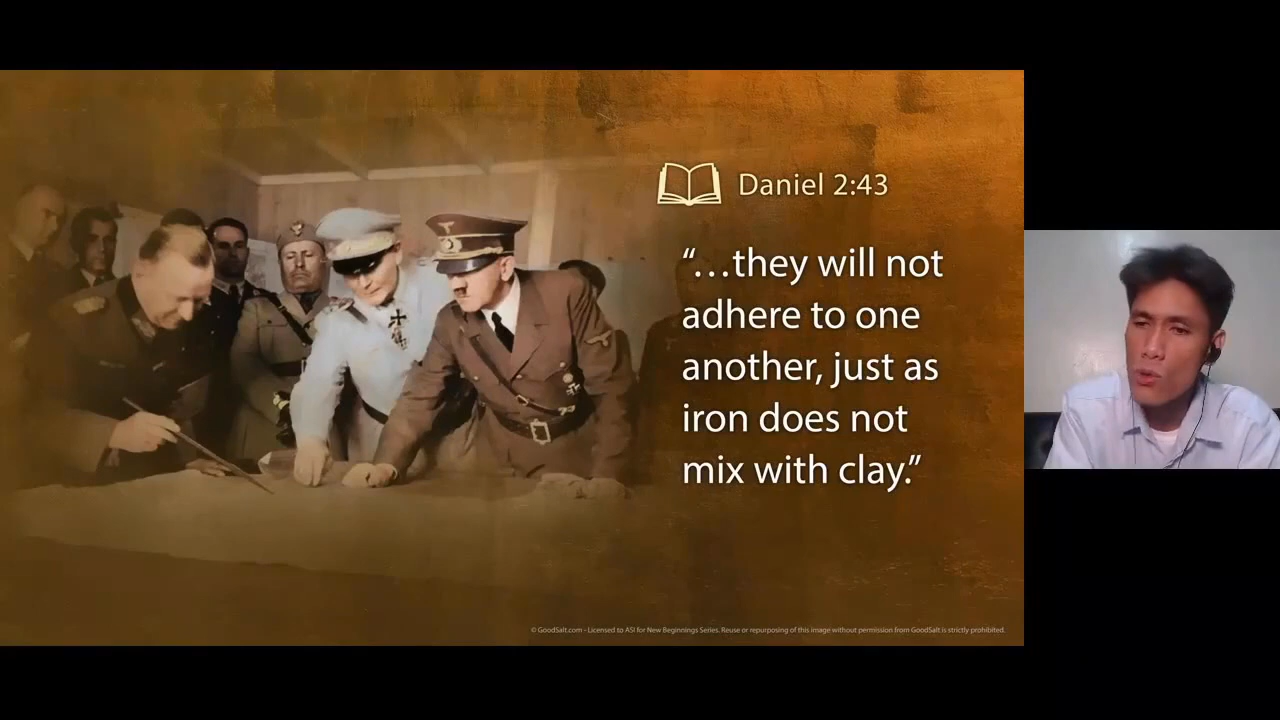 Daniel 2:43
“…they will not
adhere to one
another, just as
iron does not
mix with clay.”
© GoodSalt.com - Licensed to ASI for New Beginnings Series. Reuse or repurposing of this image without permission from GoodSalt is strictly prohibited.